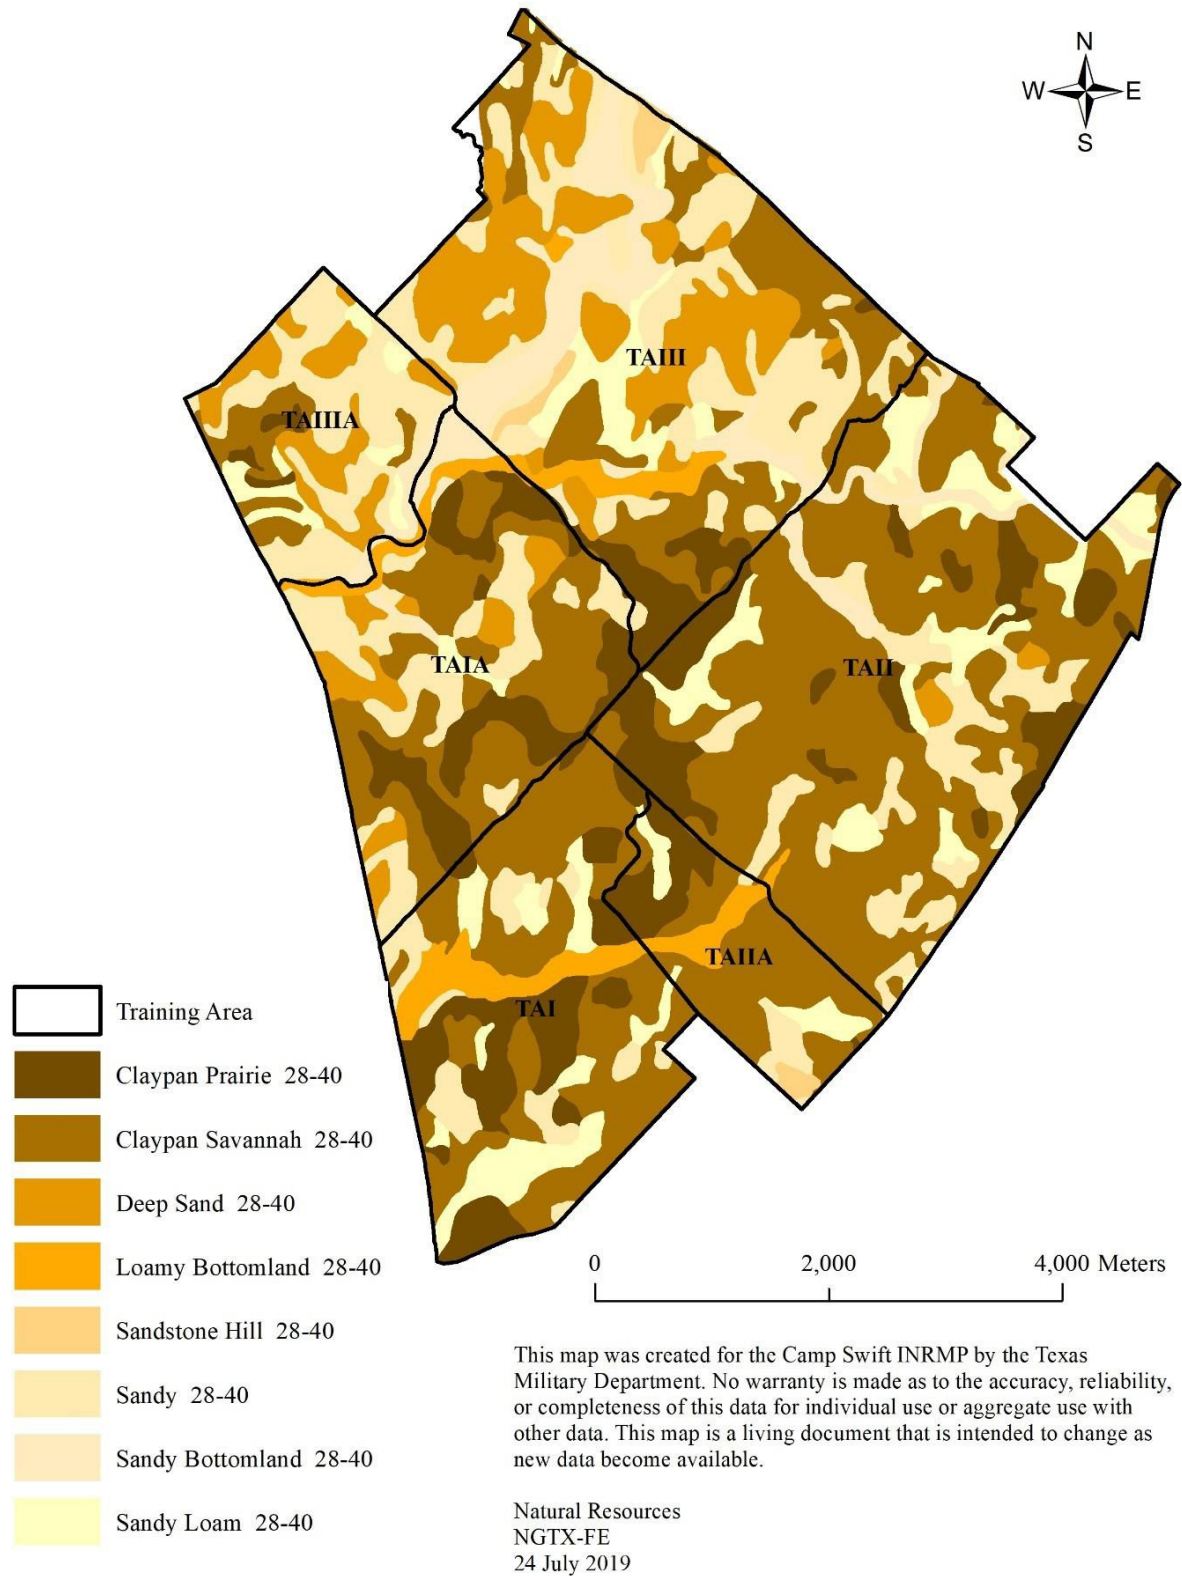 N
W E
S
TAIII
TAIIIA
TAIA
TAII
TAIIA
TAI
Training Area
Claypan Prairie 28-40
Claypan Savannah 28-40
Deep Sand 28-40
Loamy Bottomland 28-40
Sandstone Hill 28-40
Sandy 28-40
Sandy Bottomland 28-40
Sandy Loam 28-40
0 2,000 4,000 Meters
This map was created for the Camp Swift INRMP by the Texas
Military Department. No warranty is made as to the accuracy, reliability,
or completeness of this data for individual use or aggregate use with
other data. This map is a living document that is intended to change as
new data become available.
Natural Resources
NGTX-FE
24 July 2019